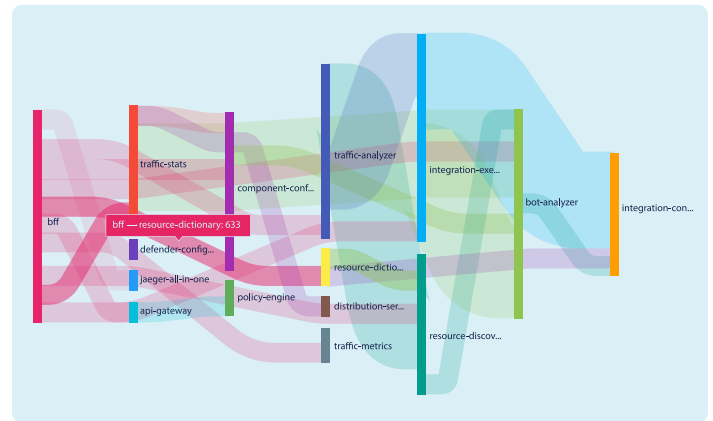 traffic-analyzer
traffic-stats
integration-exe...
component-conf...
bot-analyzer
integration-con...
bff
bff — resource-dictionary: 633
defender-config...
resource-dictio...
jaeger-all-in-one
policy-engine
distribution-ser...
api-gateway
resource-discov...
traffic-metrics